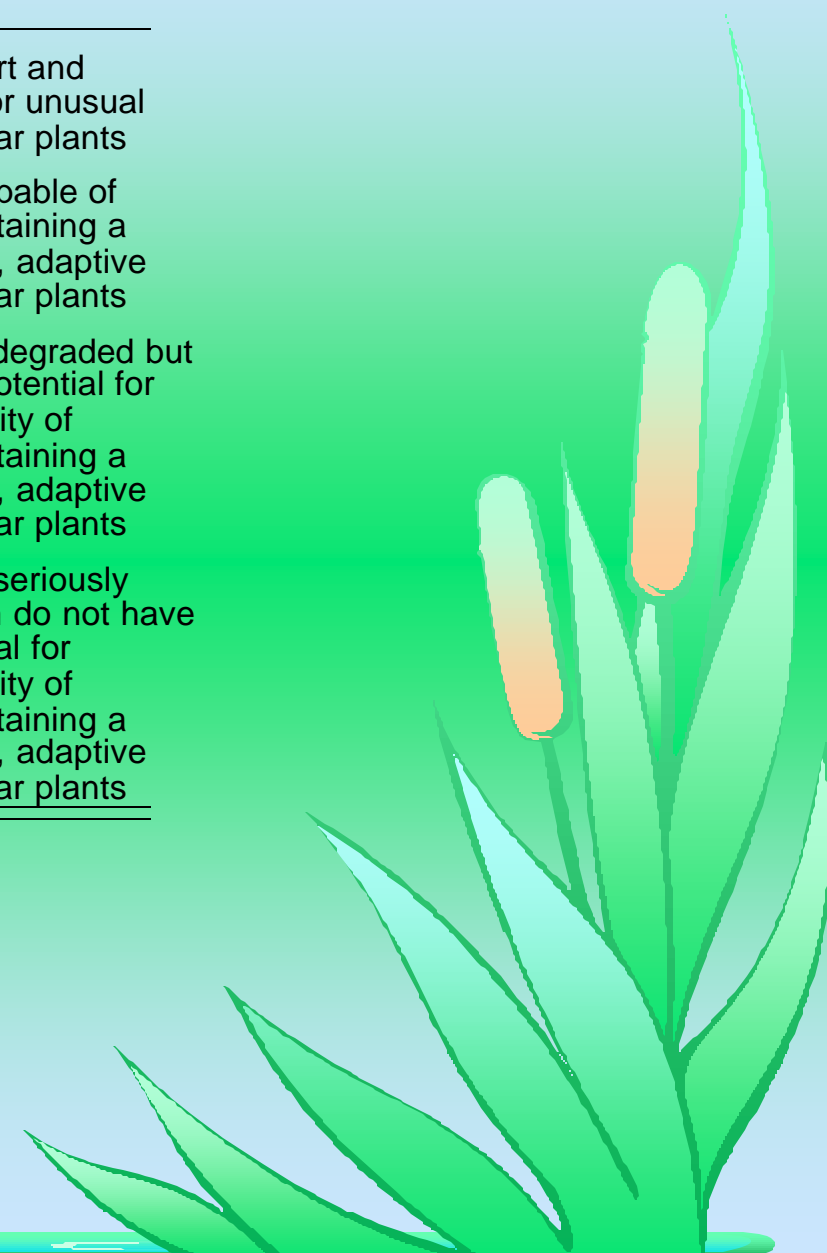 rt and
or unusual
ar plants
pable of
taining a
, adaptive
ar plants
degraded but
otential for
ity of
taining a
, adaptive
ar plants
seriously
do not have
al for
ity of
taining a
, adaptive
ar plants